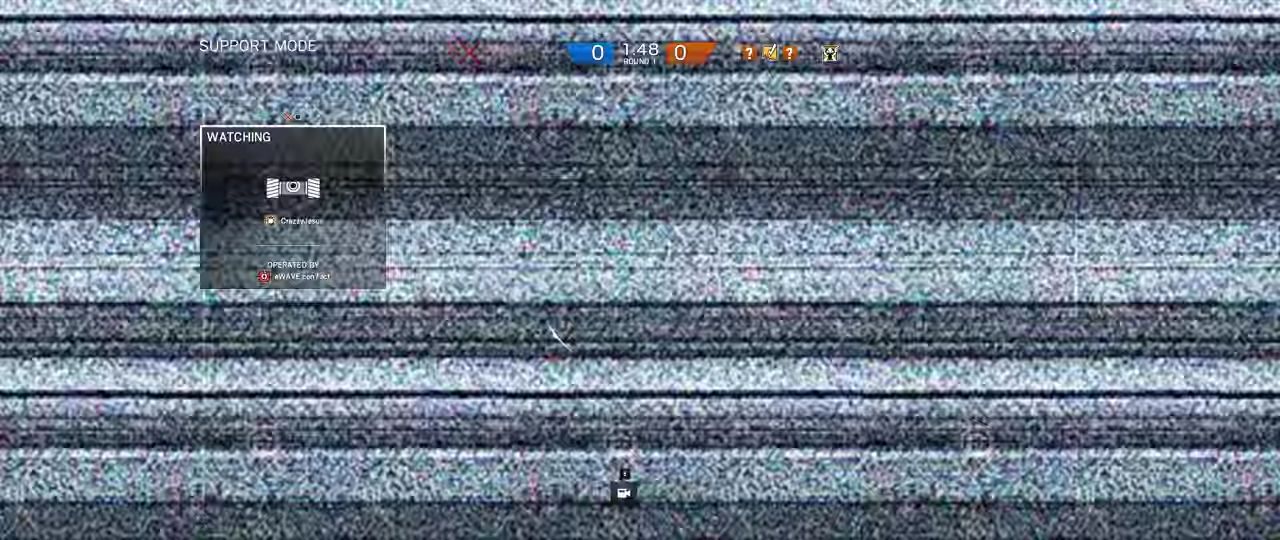 SUPPORT MODE
0 1:48 0
ROUND 1
? ?
WATCHING
OPERATED BY